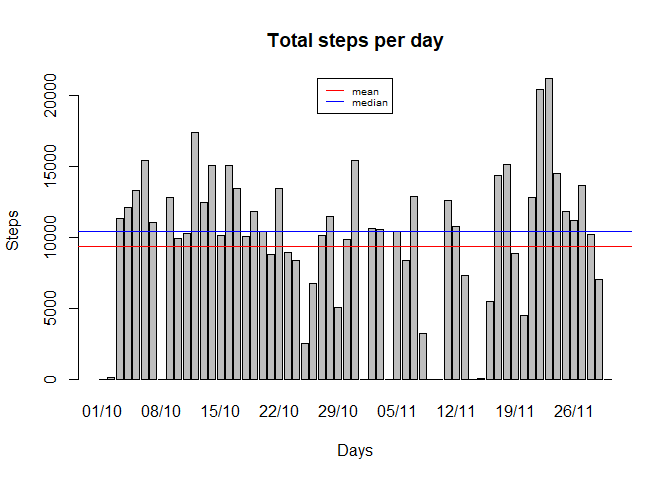 Total steps per day
mean
median
Steps
20000
15000
10000
5000
0
01/10 08/10 15/10 22/10 29/10 05/11 12/11 19/11 26/11
Days